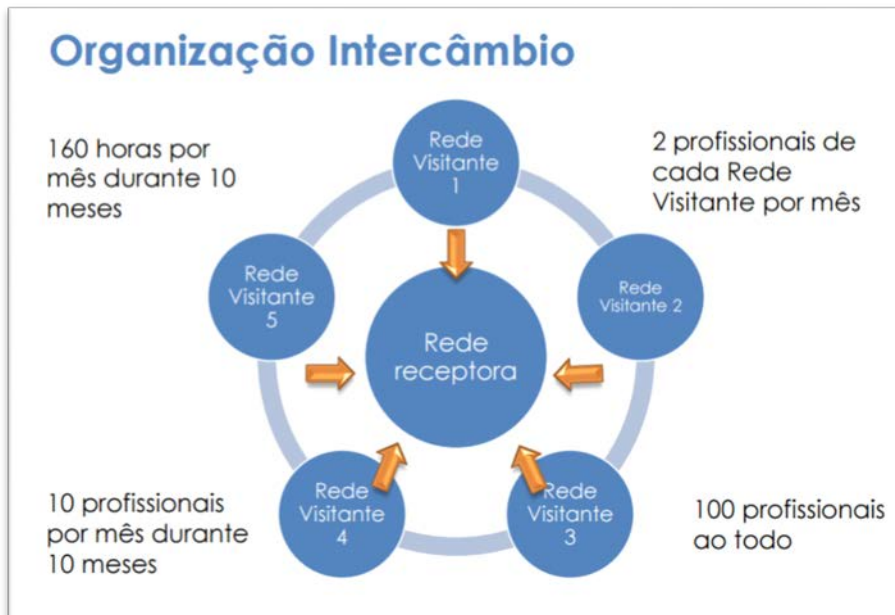 Organização Intercâmbio
160 horas por
mês durante 10
meses
Rede
Visitante
1
2 profissionais de
cada Rede
Visitante por mês
Rede
Visitante
5
Rede
Visitante 2
Rede
receptora
Rede
Visitante
4
Rede
Visitante
3
10 profissionais
por mês durante
10 meses
100 profissionais
ao todo